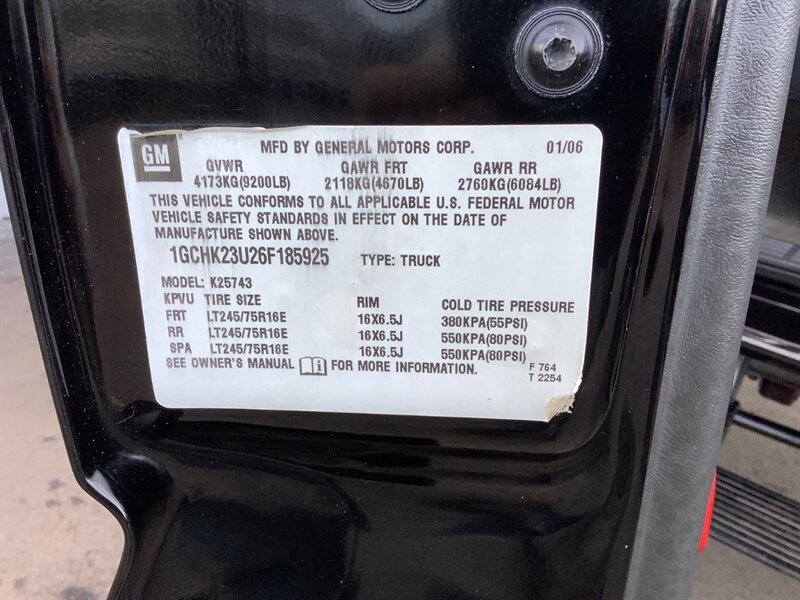 GM
MFD BY GENERAL MOTORS CORP. 01/06
GVWR GAWR FRT GAWR RR
4173KG(9200LB) 2118KG(4670LB) 2760KG(6084LB)
THIS VEHICLE CONFORMS TO ALL APPLICABLE U.S. FEDERAL MOTOR
VEHICLE SAFETY STANDARDS IN EFFECT ON THE DATE OF
MANUFACTURE SHOWN ABOVE.
1GCHK23U26F185925 TYPE: TRUCK
MODEL: K25743
KPVU TIRE SIZE RIM COLD TIRE PRESSURE
FRT LT245/75R16E 16X6.5J 380KPA(55PSI)
RR LT245/75R16E 16X6.5J 550KPA(80PSI)
SPA LT245/75R16E 16X6.5J 550KPA(80PSI)
SEE OWNER'S MANUAL FOR MORE INFORMATION.
F 764
T 2254